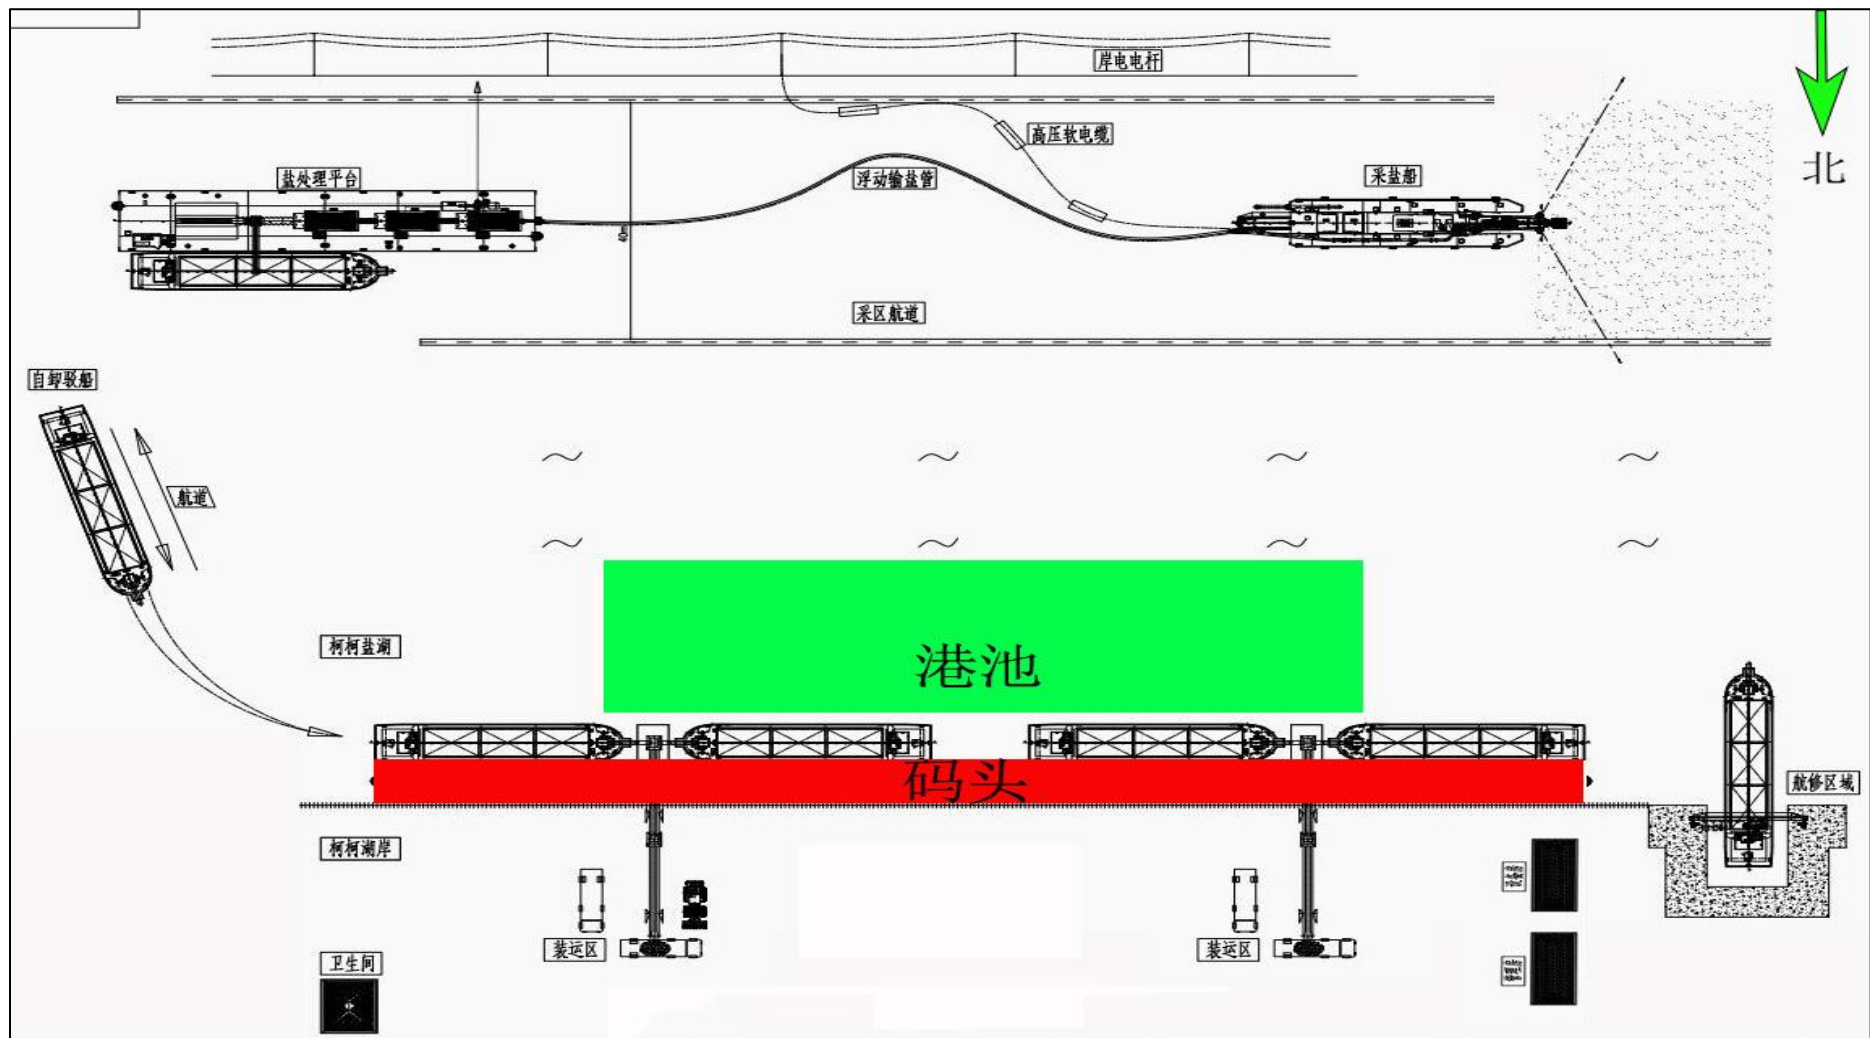 岸电电杆
高压软电缆
北
盐处理平台
浮动输盐管
采盐船
40m
采区航道
自卸驳船
航道
柯柯盐湖
港池
码头
航修区域
柯柯湖岸
装运区
装运区
卫生间